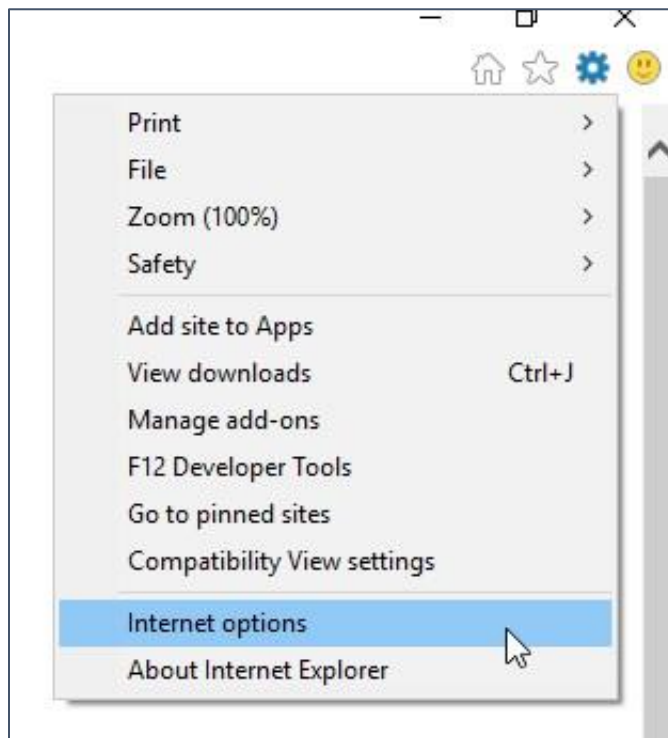 Print
File
Zoom (100%)
Safety
Add site to Apps
View downloads Ctrl+J
Manage add-ons
F12 Developer Tools
Go to pinned sites
Compatibility View settings
Internet options
About Internet Explorer